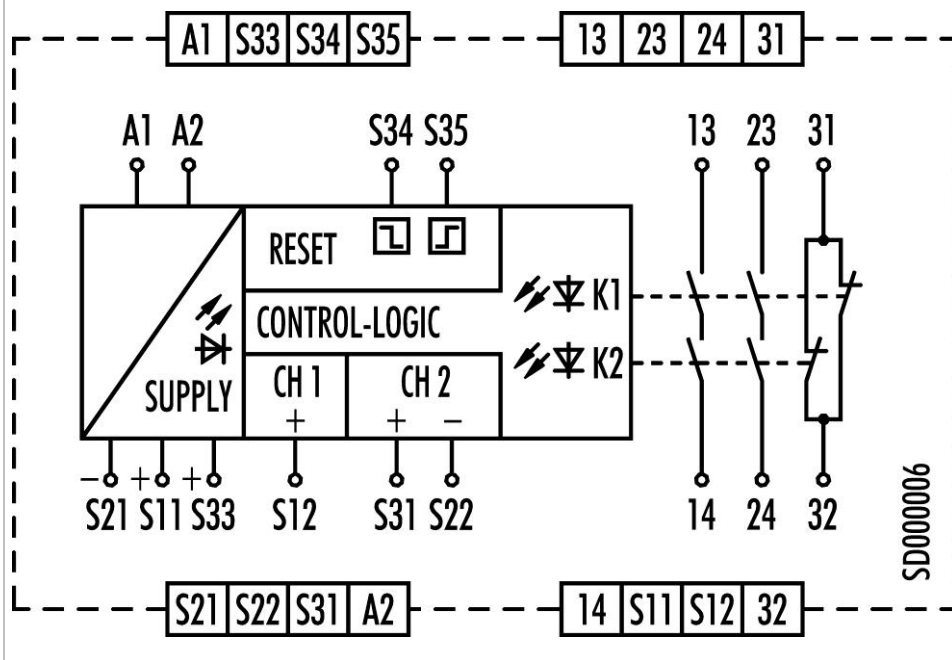 A1 S33 S34 S35 13 23 24 31
A1 A2 S34 S35 13 23 31
RESET
K1
CONTROL-LOGIC
K2
SUPPLY CH 1 CH 2
+ + −
− + +
S21 S11 S33 S12 S31 S22 14 24 32
SD000006
S21 S22 S31 A2 14 S11 S12 32